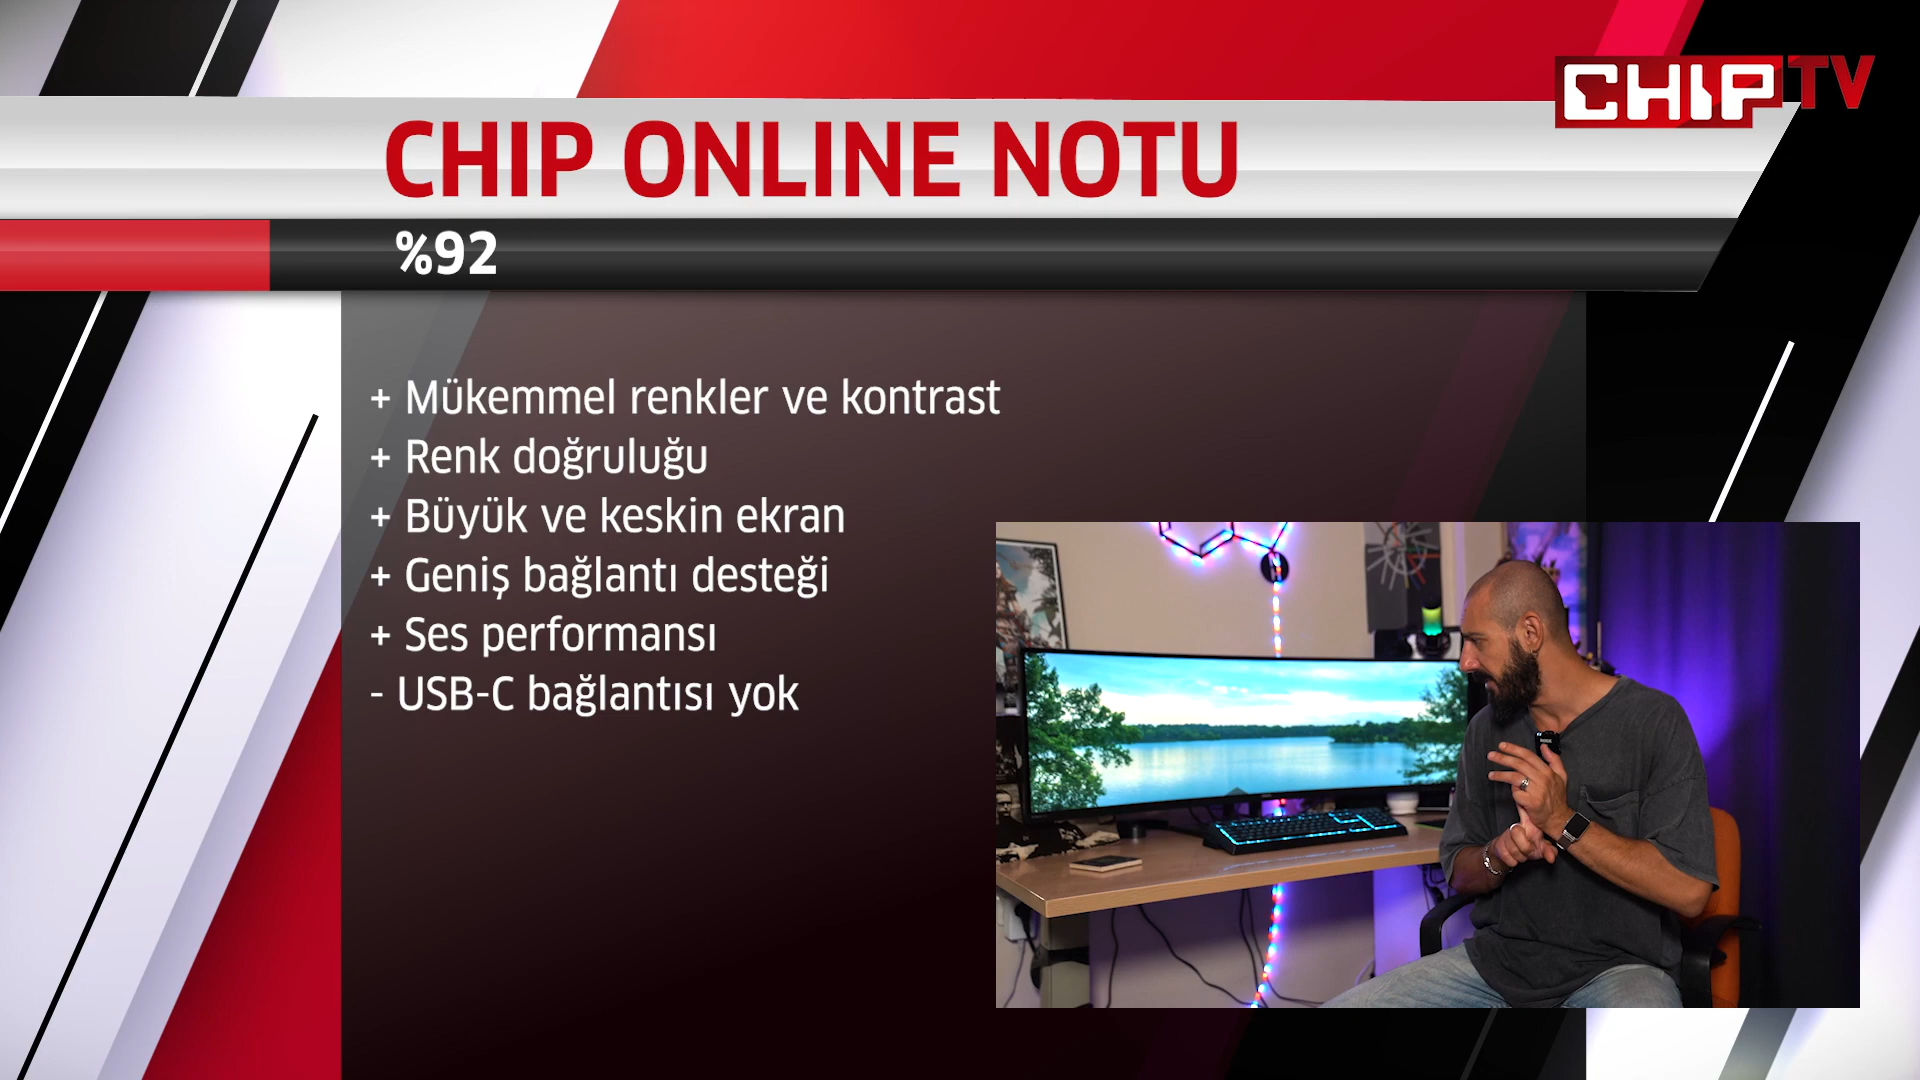 CHIP TV
CHIP ONLINE NOTU
%92
+ Mükemmel renkler ve kontrast
+ Renk doğruluğu
+ Büyük ve keskin ekran
+ Geniş bağlantı desteği
+ Ses performansı
- USB-C bağlantısı yok